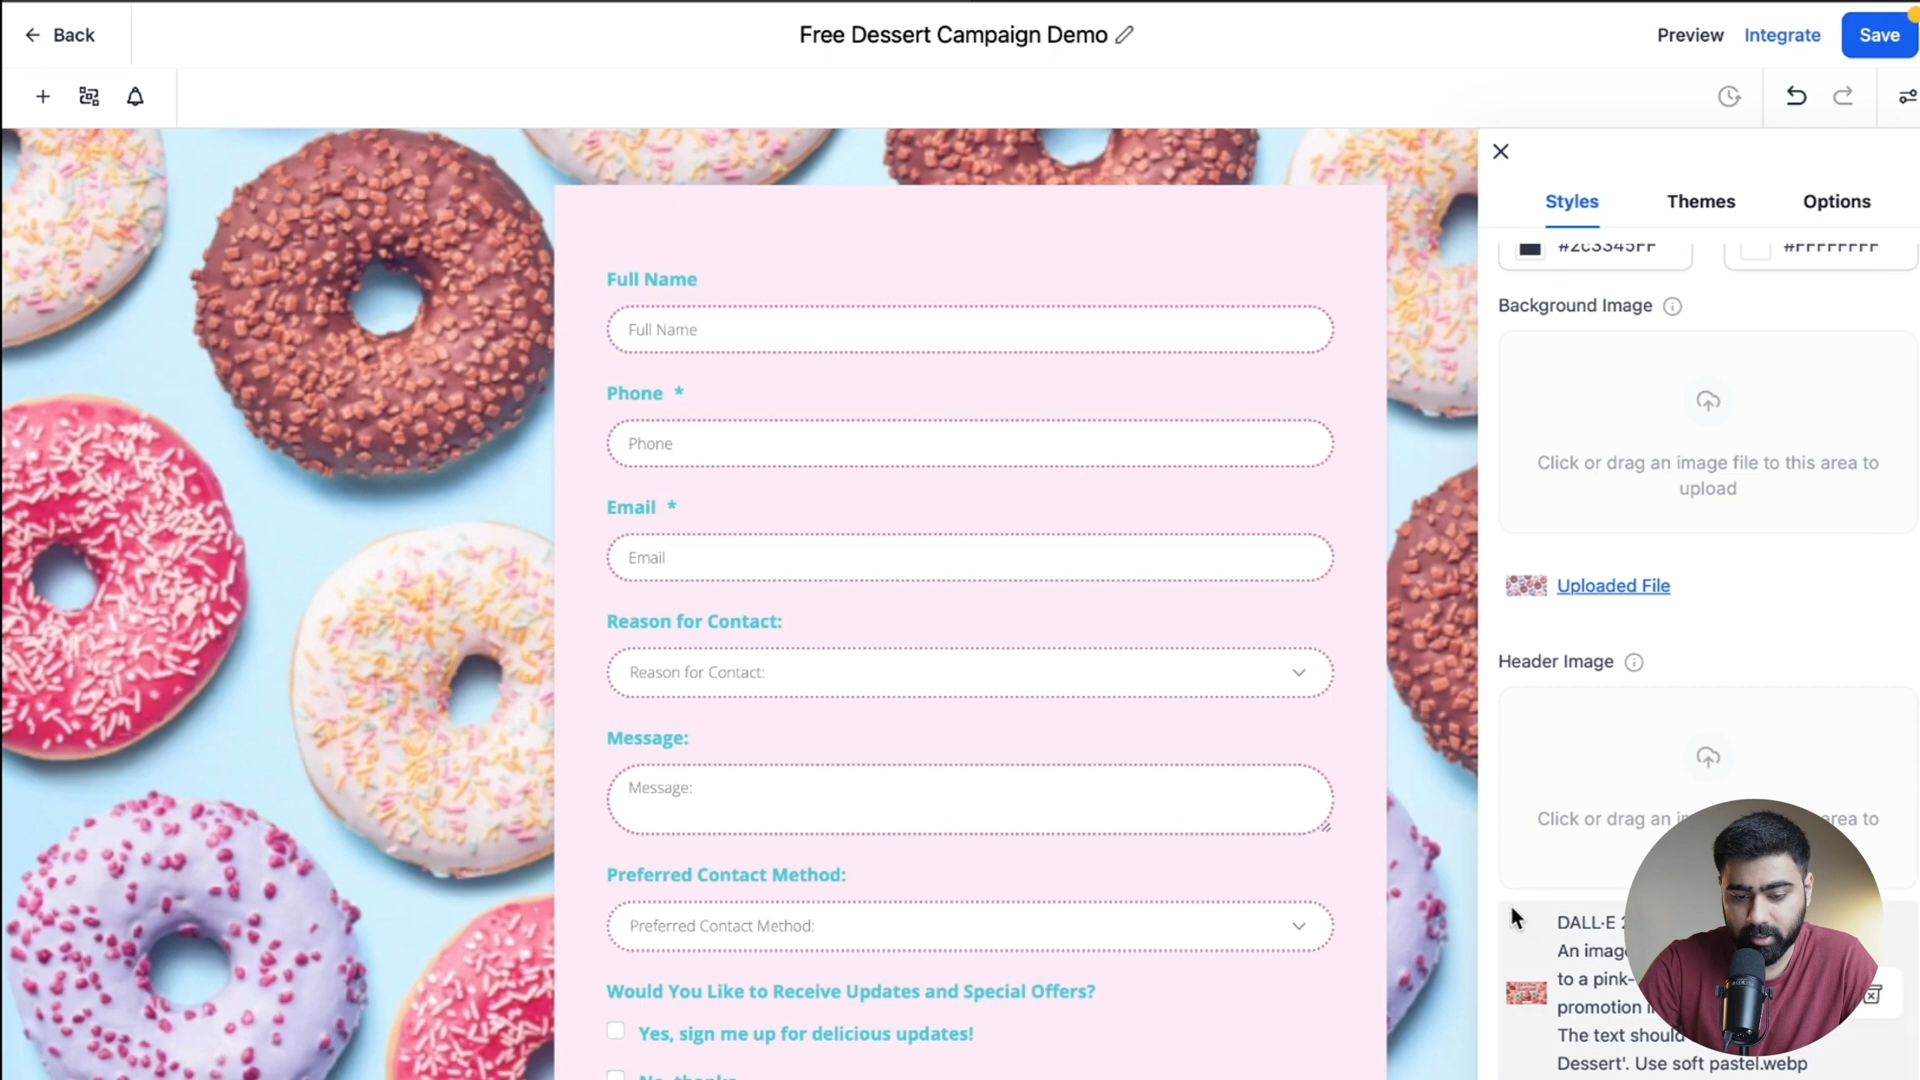 Back
Free Dessert Campaign Demo
Preview
Integrate
Save
Styles
Themes
Options
#2c3345FF
#FFFFFFFF
Background Image
Click or drag an image file to this area to
upload
Uploaded File
Header Image
Click or drag an
area to
DALL·E
An
to a pink-
promotion
The text should
Dessert'. Use soft pastel.webp
Full Name
Full Name
Phone *
Phone
Email *
Email
Reason for Contact:
Reason for Contact:
Message:
Message:
Preferred Contact Method:
Preferred Contact Method:
Would You Like to Receive Updates and Special Offers?
Yes, sign me up for delicious updates!
No, thanks